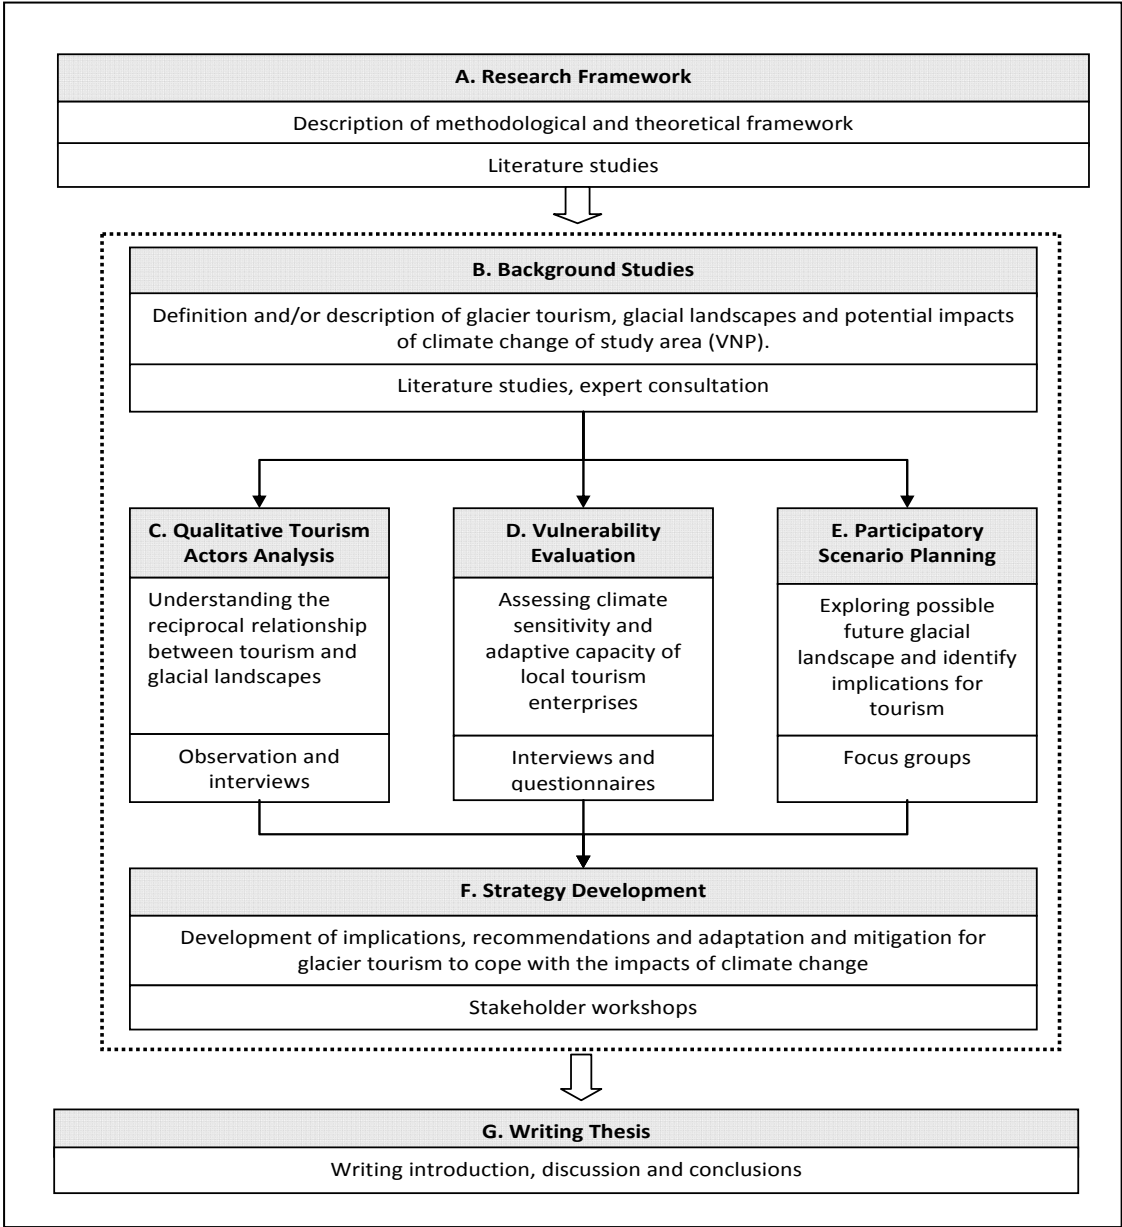 A. Research Framework
Description of methodological and theoretical framework
Literature studies
B. Background Studies
Definition and/or description of glacier tourism, glacial landscapes and potential impacts
of climate change of study area (VNP).
Literature studies, expert consultation
C. Qualitative Tourism
Actors Analysis
Understanding the
reciprocal relationship
between tourism and
glacial landscapes
Observation and
interviews
D. Vulnerability
Evaluation
Assessing climate
sensitivity and
adaptive capacity of
local tourism
enterprises
Interviews and
questionnaires
E. Participatory
Scenario Planning
Exploring possible
future glacial
landscape and identify
implications for
tourism
Focus groups
F. Strategy Development
Development of implications, recommendations and adaptation and mitigation for
glacier tourism to cope with the impacts of climate change
Stakeholder workshops
G. Writing Thesis
Writing introduction, discussion and conclusions